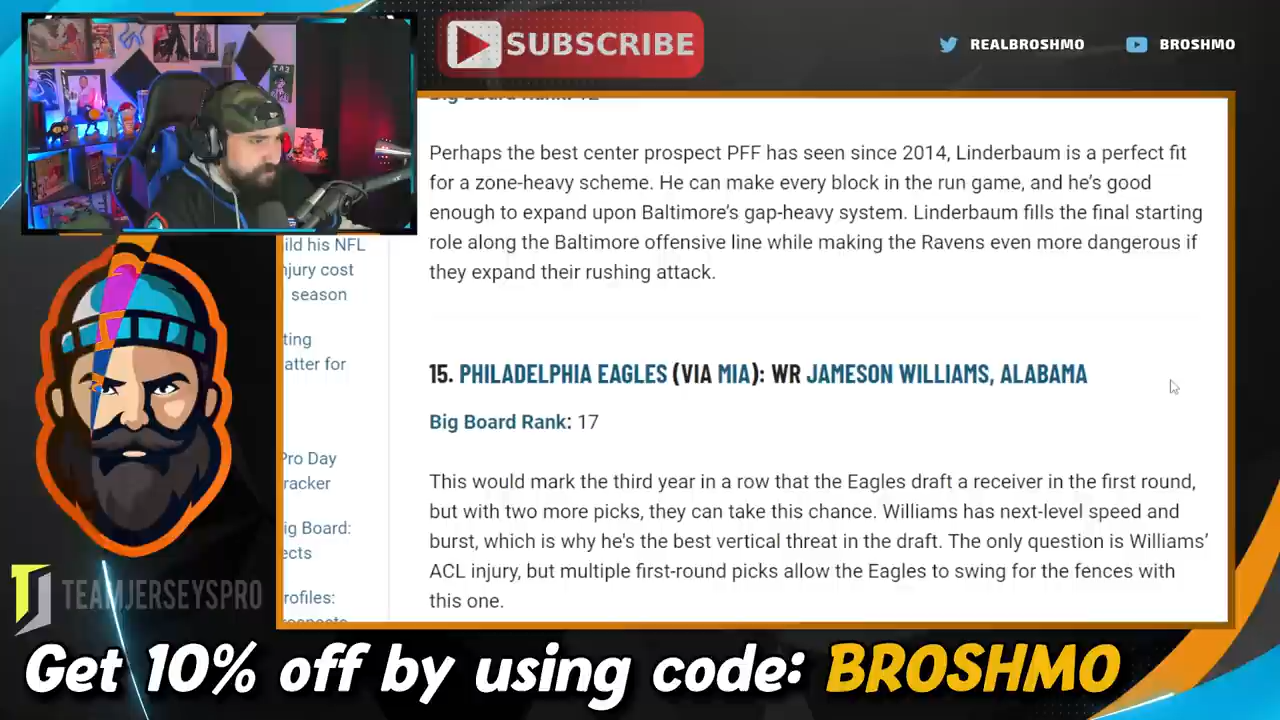 SUBSCRIBE
REALBROSHMO
BROSHMO
Big Board Rank: 12
Perhaps the best center prospect PFF has seen since 2014, Linderbaum is a perfect fit
for a zone-heavy scheme. He can make every block in the run game, and he’s good
enough to expand upon Baltimore’s gap-heavy system. Linderbaum fills the final starting
role along the Baltimore offensive line while making the Ravens even more dangerous if
they expand their rushing attack.
ild his NFL
njury cost
season
ting
atter for
Pro Day
racker
ig Board:
ects
rofiles:
15. PHILADELPHIA EAGLES (VIA MIA): WR JAMESON WILLIAMS, ALABAMA
Big Board Rank: 17
This would mark the third year in a row that the Eagles draft a receiver in the first round,
but with two more picks, they can take this chance. Williams has next-level speed and
burst, which is why he's the best vertical threat in the draft. The only question is Williams’
ACL injury, but multiple first-round picks allow the Eagles to swing for the fences with
this one.
TEAMJERSEYSPRO
Get 10% off by using code: BROSHMO